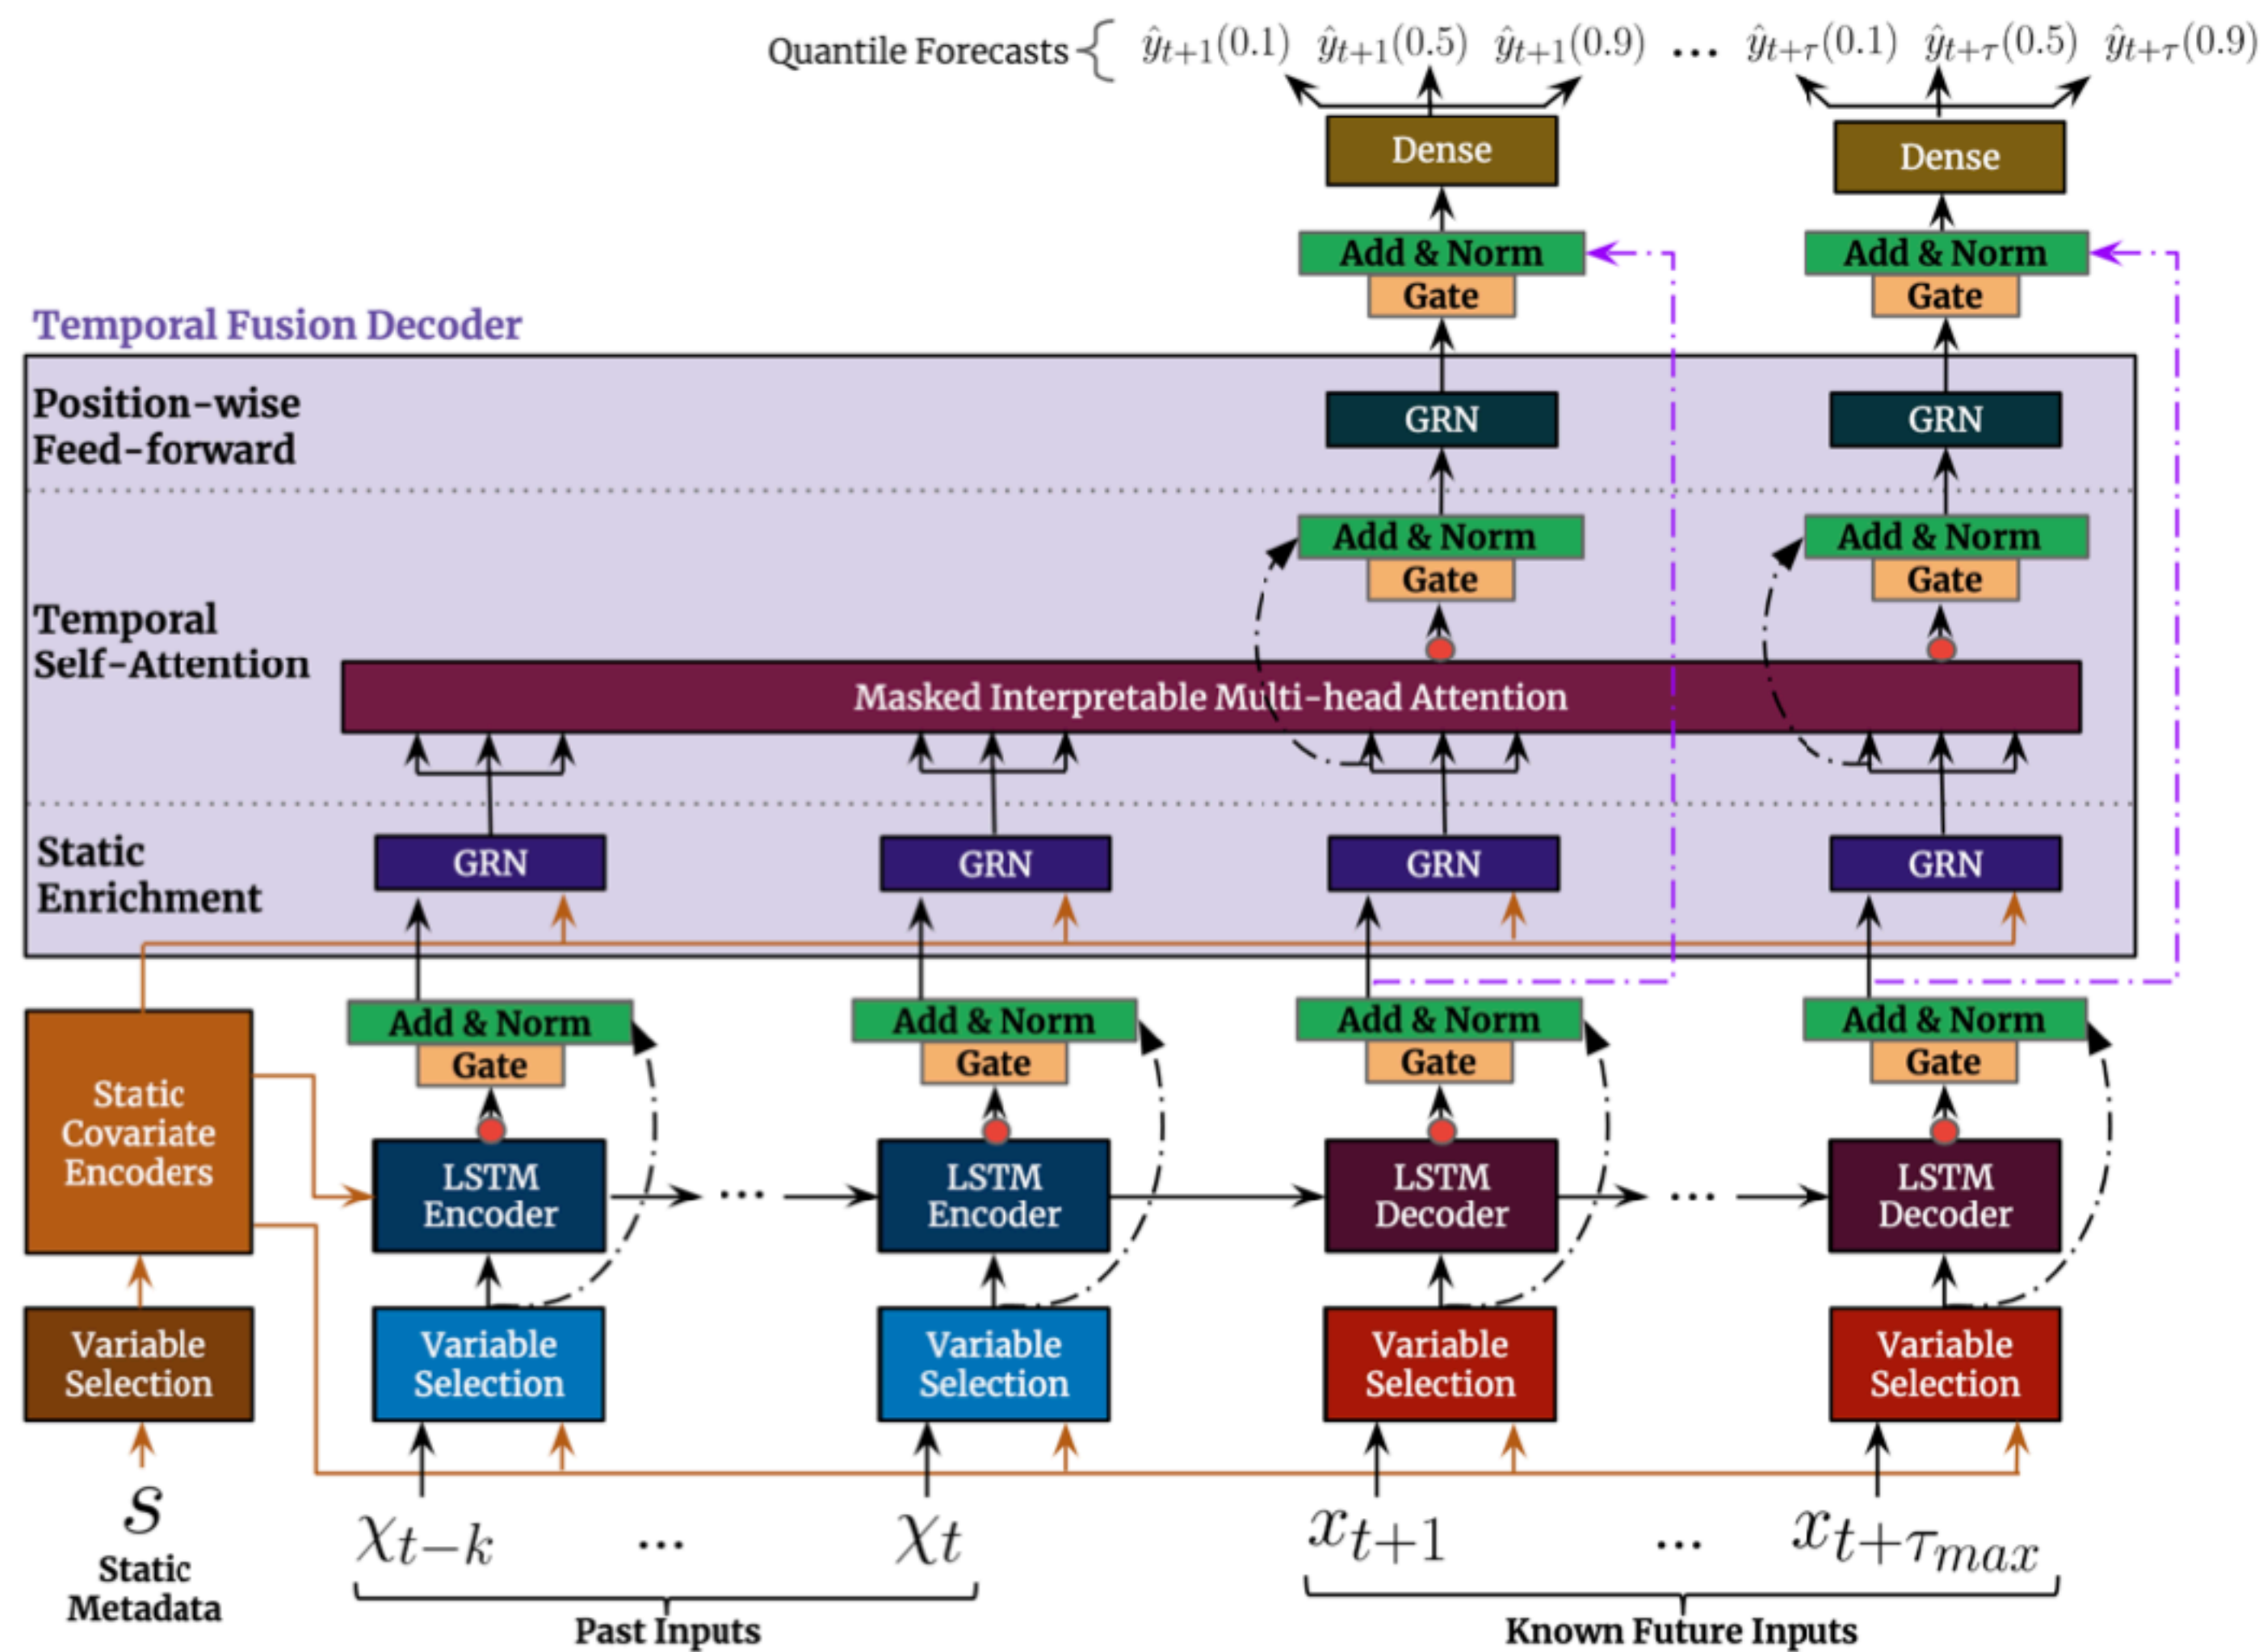 Quantile Forecasts { ŷt+1(0.1) ŷt+1(0.5) ŷt+1(0.9) ... ŷt+τ(0.1) ŷt+τ(0.5) ŷt+τ(0.9)
Dense Dense
Add & Norm Add & Norm
Gate Gate
Temporal Fusion Decoder
Position-wise
Feed-forward
GRN GRN
Add & Norm Add & Norm
Gate Gate
Temporal
Self-Attention
Masked Interpretable Multi-head Attention
Static
Enrichment
GRN GRN GRN GRN
Add & Norm Add & Norm Add & Norm Add & Norm
Gate Gate Gate Gate
Static
Covariate
Encoders
LSTM
Encoder
...
LSTM
Encoder
LSTM
Decoder
...
LSTM
Decoder
Variable
Selection
Variable
Selection
Variable
Selection
Variable
Selection
Variable
Selection
s
Static
Metadata
χt−k ... χt
Past Inputs
xt+1 ... xt+τmax
Known Future Inputs